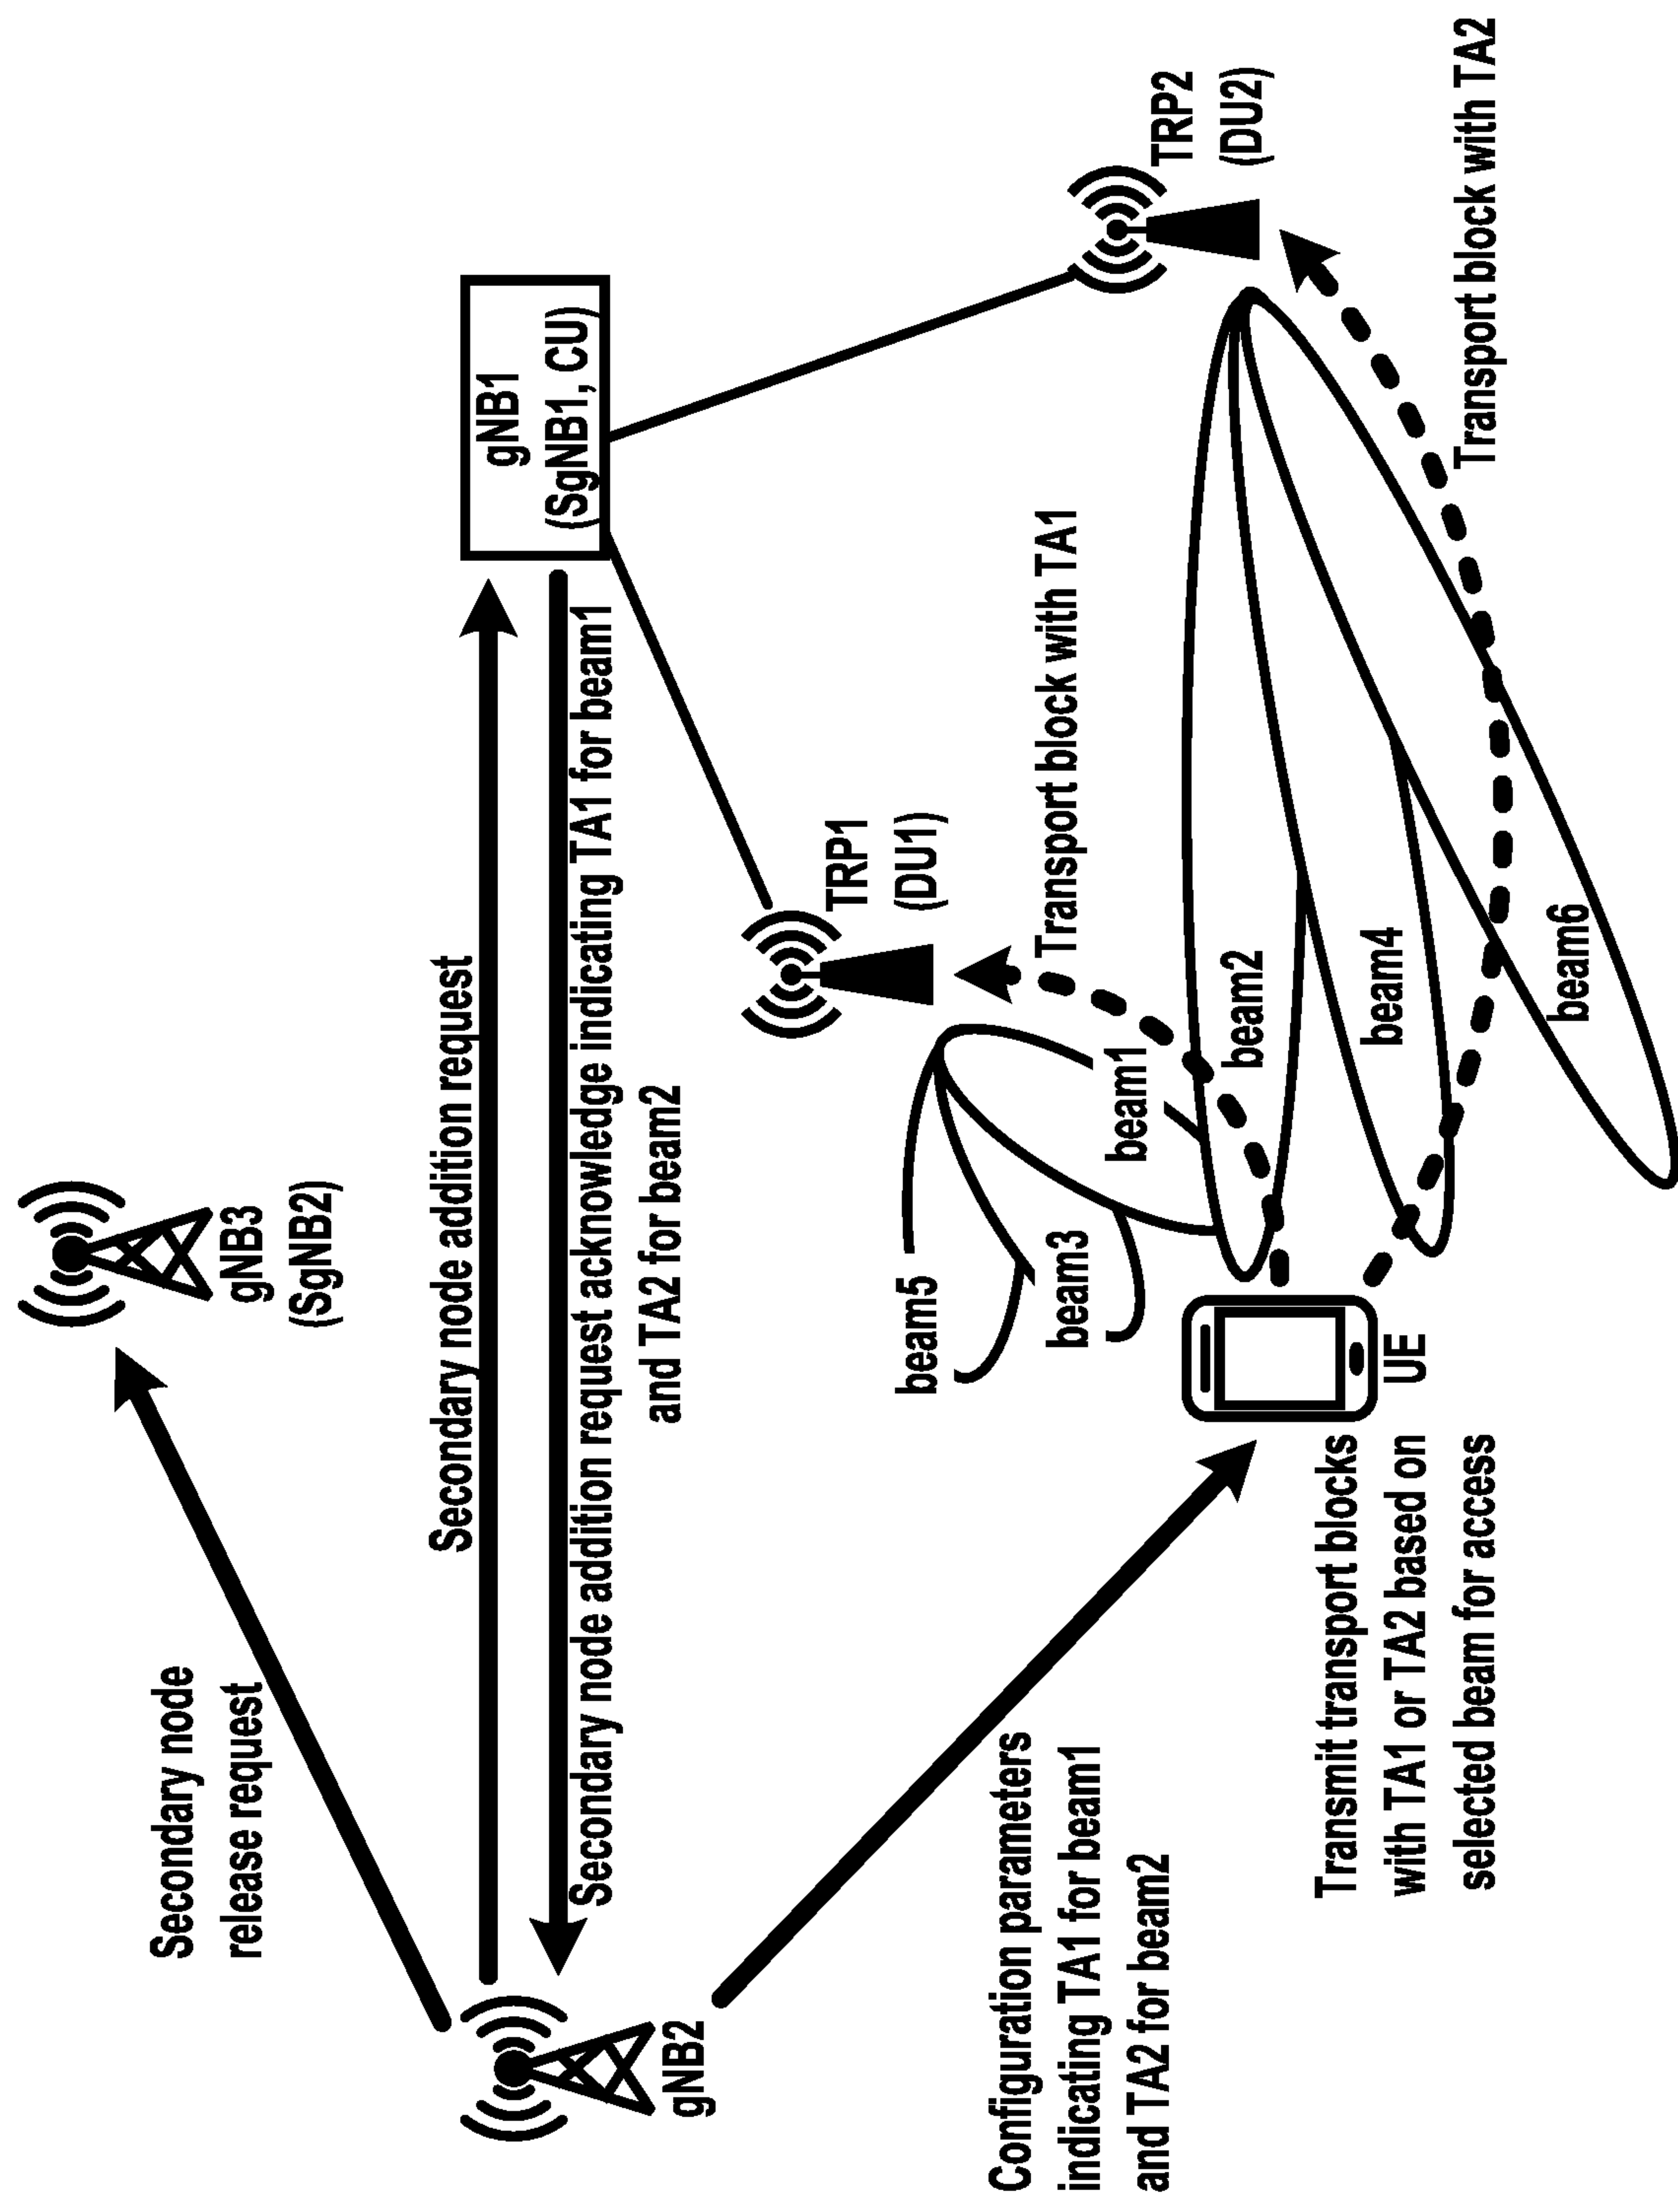 Secondary node
release request
gNB3
(SgNB2)
Secondary node addition request
gNB1
(SgNB1, CU)
Secondary node addition request acknowledge indicating TA1 for beam1
and TA2 for beam2
gNB2
TRP1
(DU1)
TRP2
(DU2)
Configuration parameters
indicating TA1 for beam1
and TA2 for beam2
beam5
beam3
beam1
Transport block with TA1
beam2
beam4
beam6
UE
Transmit transport blocks
with TA1 or TA2 based on
selected beam for access
Transport block with TA2